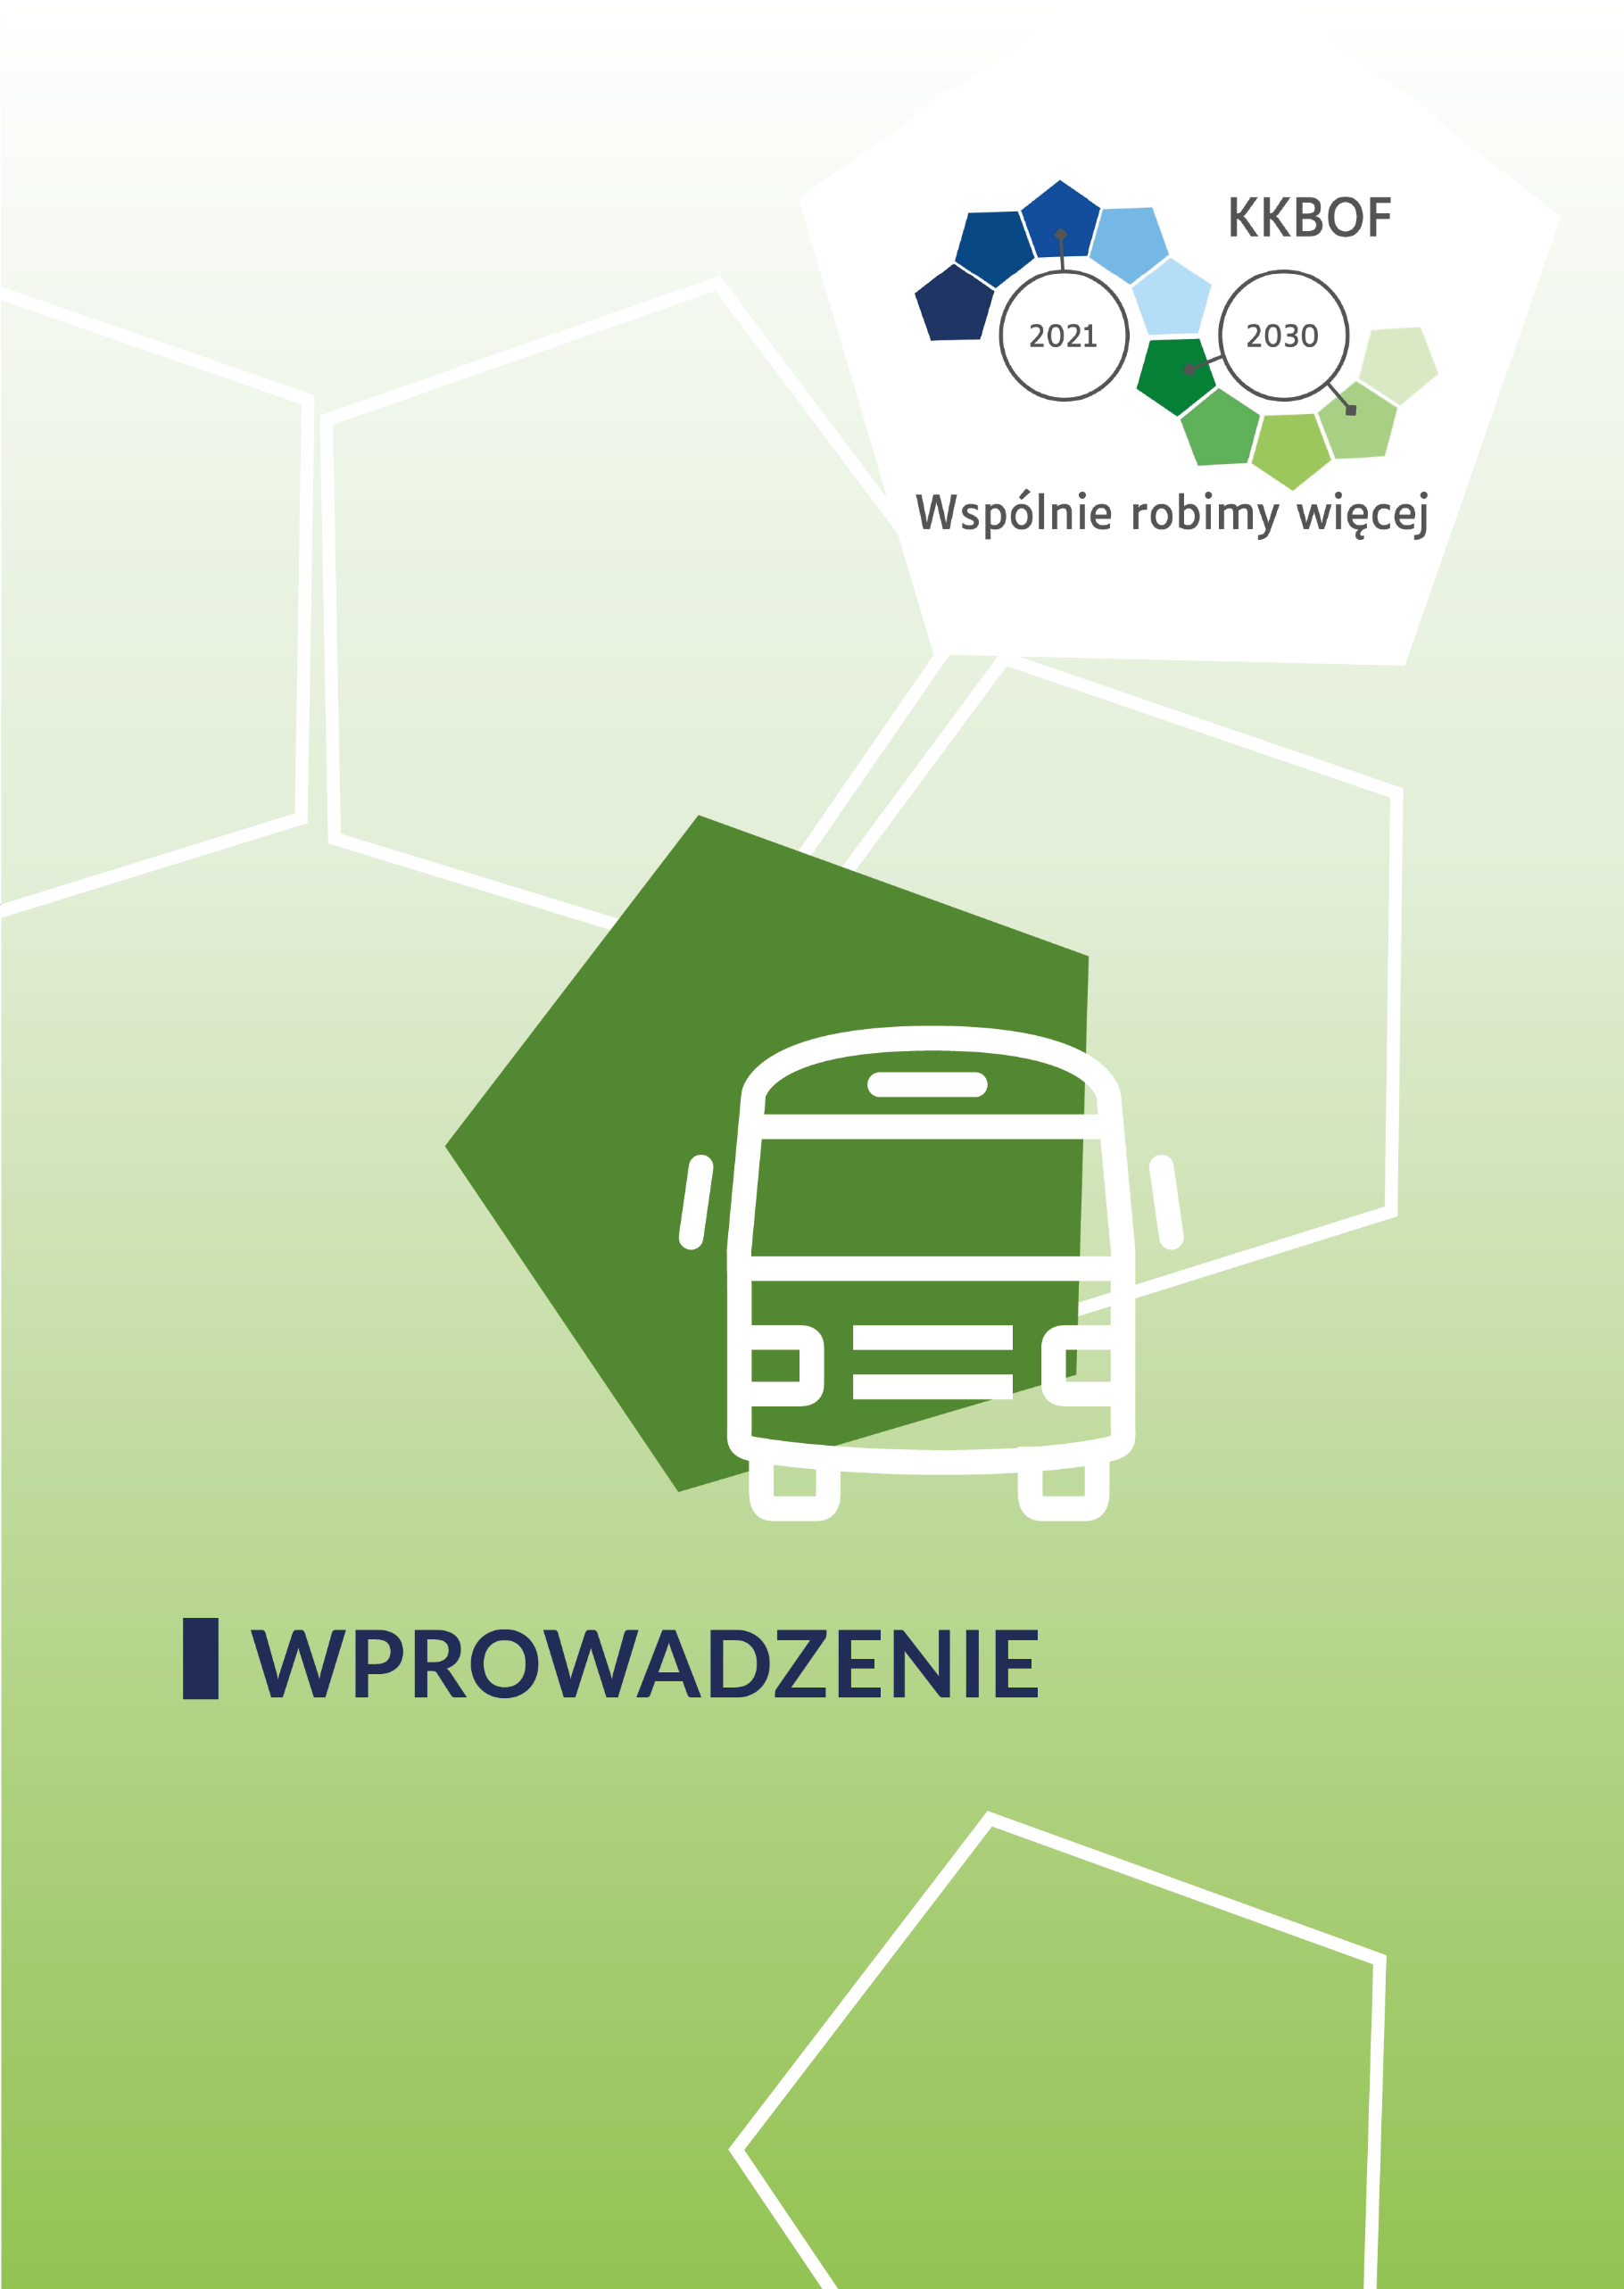 KKBOF
2021 2030
Wspólnie robimy więcej
WPROWADZENIE